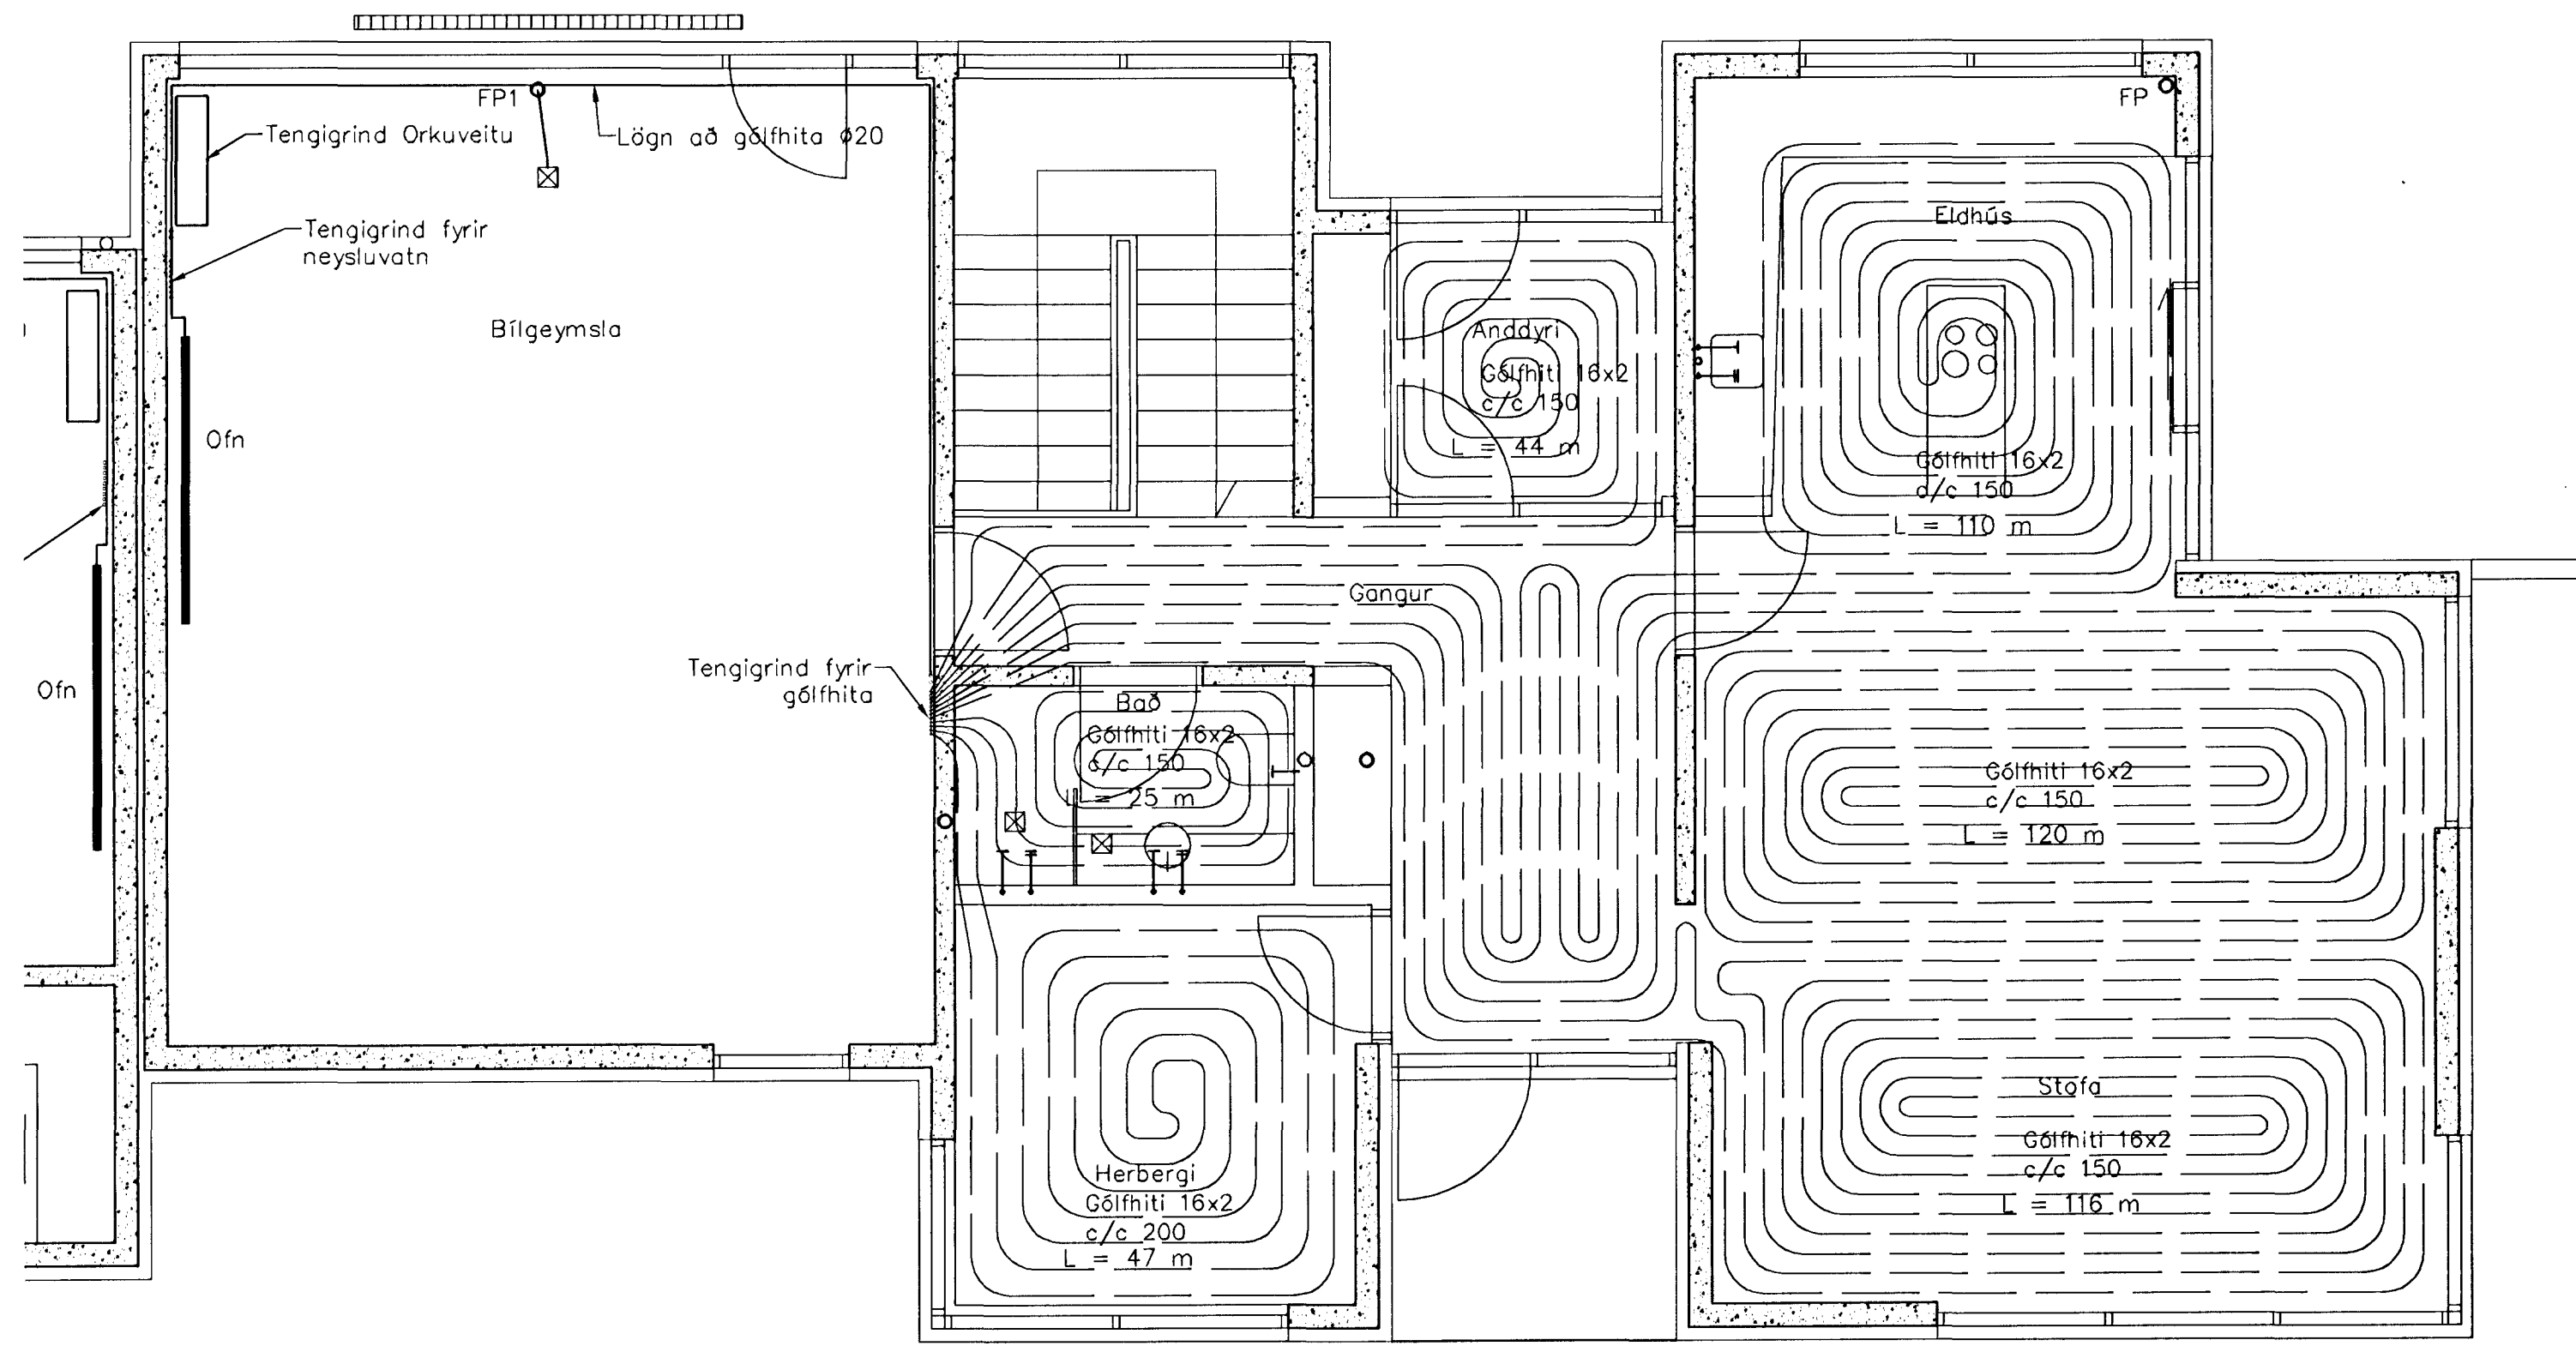 FP1
Tengigrind Orkuveitu
Lögn að gólfhita ø20
Tengigrind fyrir
neysluvatn
Bílgeymsla
Ofn
Ofn
Tengigrind fyrir
gólfhita
Anddyri
Gólfhiti 16x2
c/c 150
L = 44 m
FP
Eldhús
Gólfhiti 16x2
c/c 150
L = 110 m
Gangur
Bað
Gólfhiti 16x2
c/c 150
L = 25 m
Gólfhiti 16x2
c/c 150
L = 120 m
Stofa
Gólfhiti 16x2
c/c 150
L = 116 m
Herbergi
Gólfhiti 16x2
c/c 200
L = 47 m